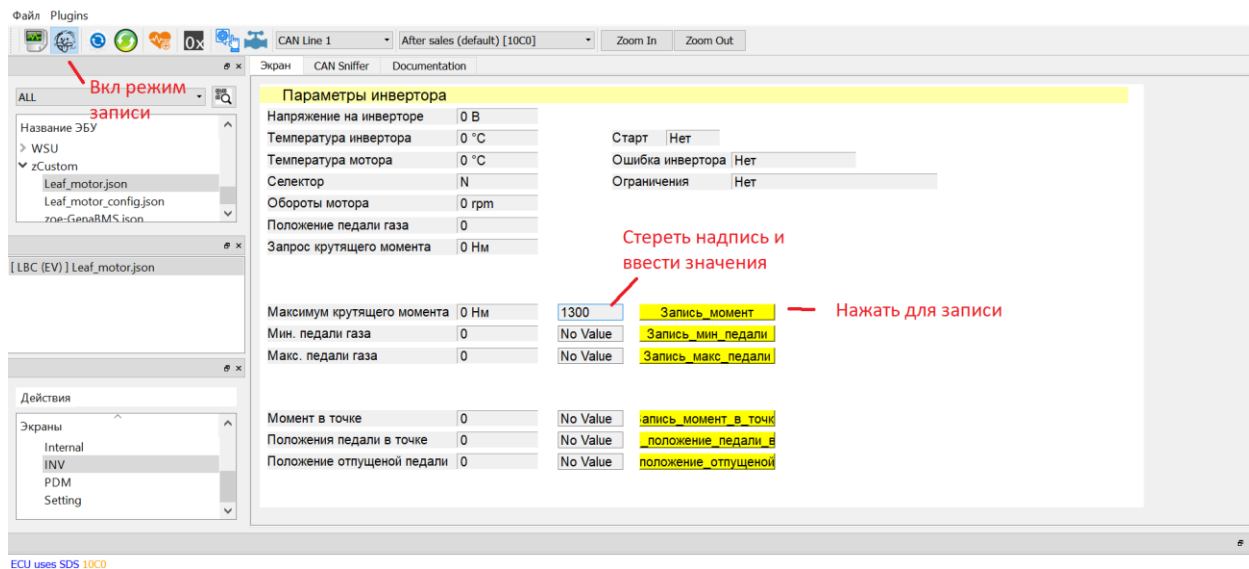 Файл Plugins
CAN Line 1 After sales (default) [10C0] Zoom In Zoom Out
Вкл режим
записи
ALL
Название ЭБУ
WSU
zCustom
Leaf_motor.json
Leaf_motor_config.json
zoe-GenaBMS.json
[ LBC (EV) ] Leaf_motor.json
Действия
Экраны
Internal
INV
PDM
Setting
Экран CAN Sniffer Documentation
Параметры инвертора
Напряжение на инверторе 0 В
Температура инвертора 0 °C Старт Нет
Температура мотора 0 °C Ошибка инвертора Нет
Селектор N Ограничения Нет
Обороты мотора 0 rpm
Положение педали газа 0
Запрос крутящего момента 0 Нм
Стереть надпись и
ввести значения
Максимум крутящего момента 0 Нм 1300 Запись_момент Нажать для записи
Мин. педали газа 0 No Value Запись_мин_педали
Макс. педали газа 0 No Value Запись_макс_педали
Момент в точке 0 No Value апись_момент_в_точк
Положения педали в точке 0 No Value _положение_педали_в
Положение отпущеной педали 0 No Value положение_отпущеной
ECU uses SDS 10C0